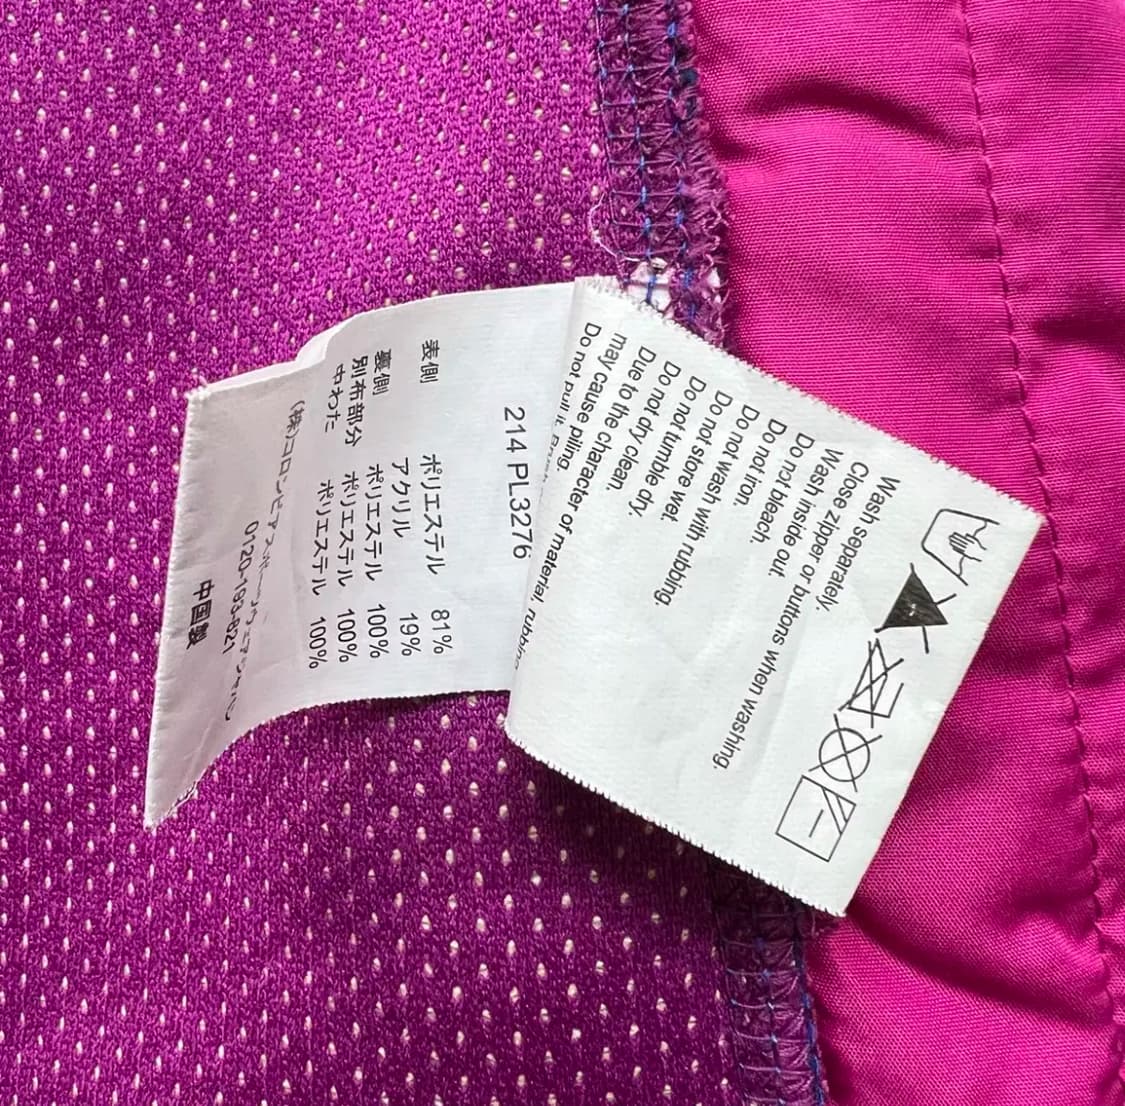 214 PL3276
表側 ポリエステル 81%
アクリル 19%
裏側 ポリエステル 100%
別布部分 ポリエステル 100%
中わた ポリエステル 100%
(株)コロンビアスポーツウェアジャパン
0120-193-821
中国製
Wash separately.
Close zipper or buttons when washing.
Wash inside out.
Do not bleach.
Do not iron.
Do not wash with rubbing.
Do not store wet.
Do not tumble dry.
Do not dry clean.
Due to the character of material, rubbing
may cause piling.
Do not pull it.